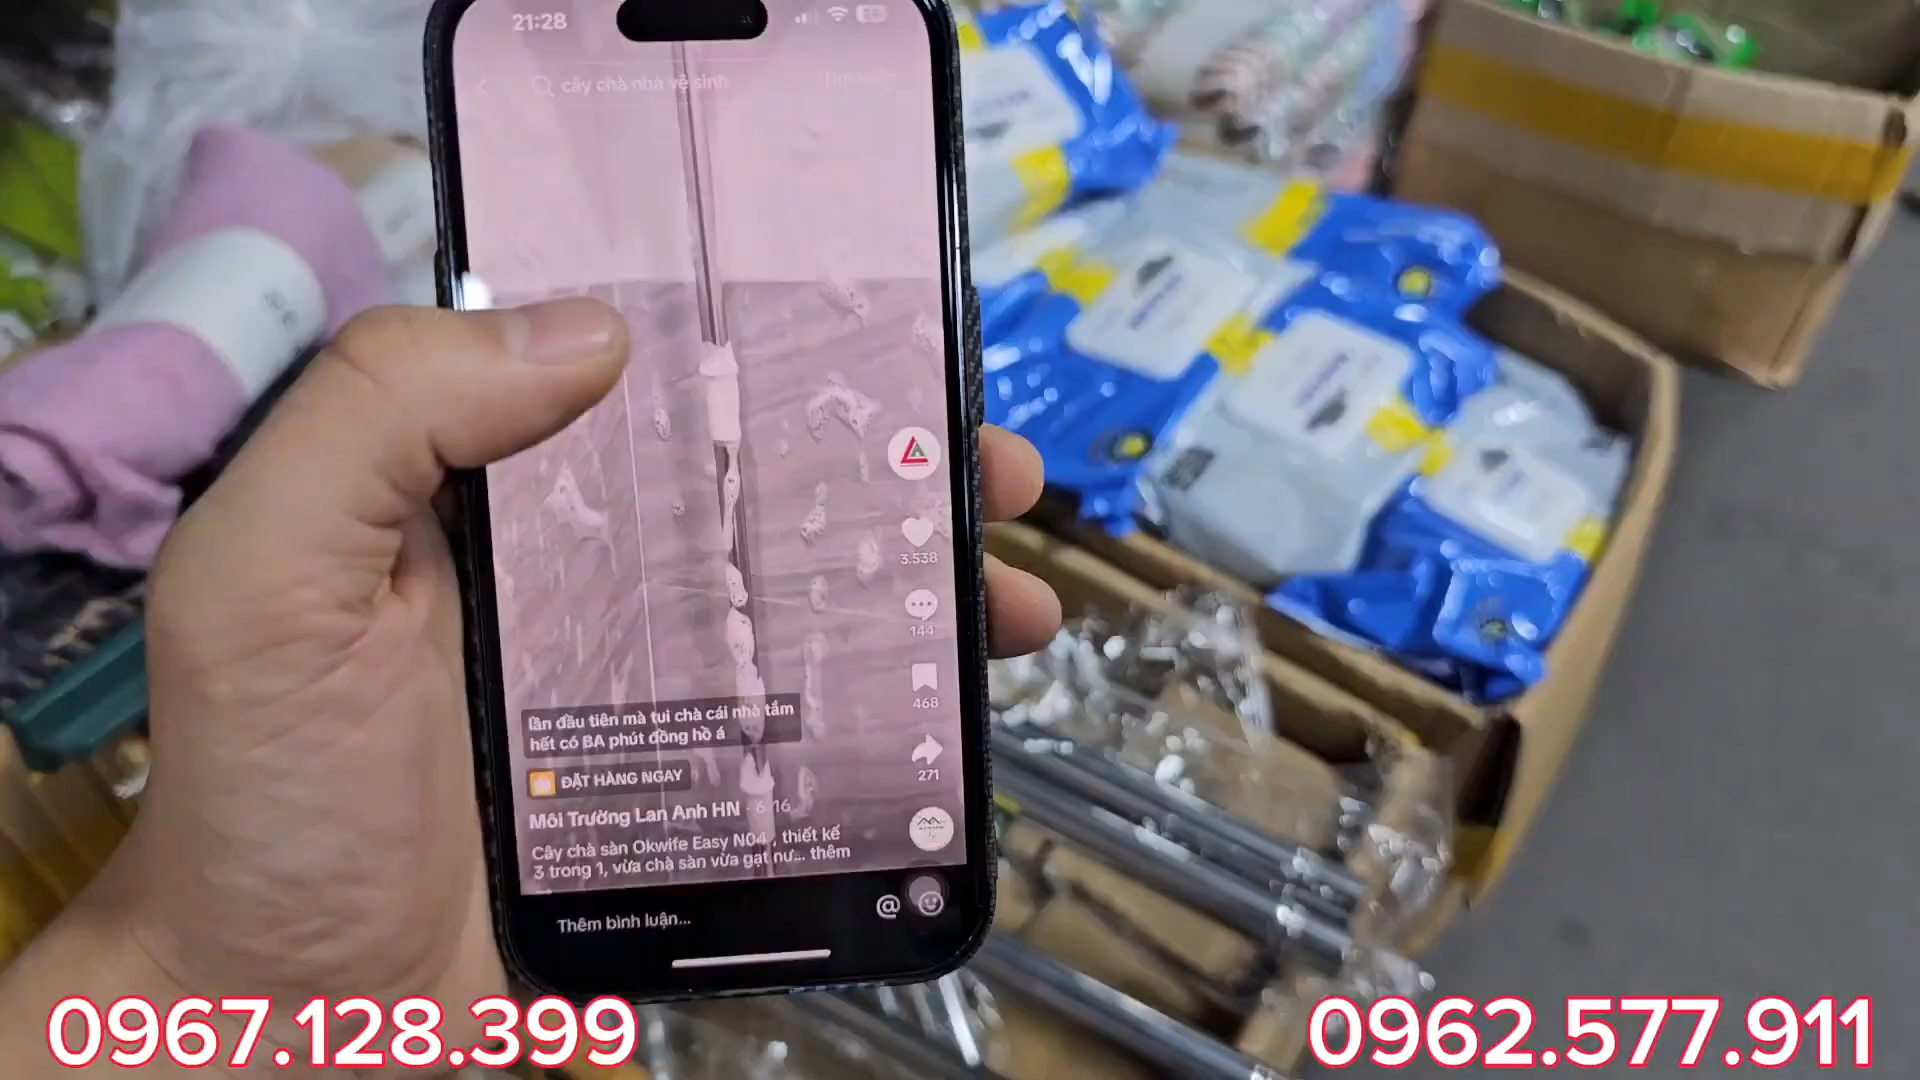 21:28
cây chà nhà vệ sinh
3.538
144
468
271
lần đầu tiên mà tui chà cái nhà tắm
hết có BA phút đồng hồ á
ĐẶT HÀNG NGAY
Môi Trường Lan Anh HN · 6-16
Cây chà sàn Okwife Easy N04 , thiết kế
3 trong 1, vừa chà sàn vừa gạt nư... thêm
Thêm bình luận...
0967.128.399
0962.577.911